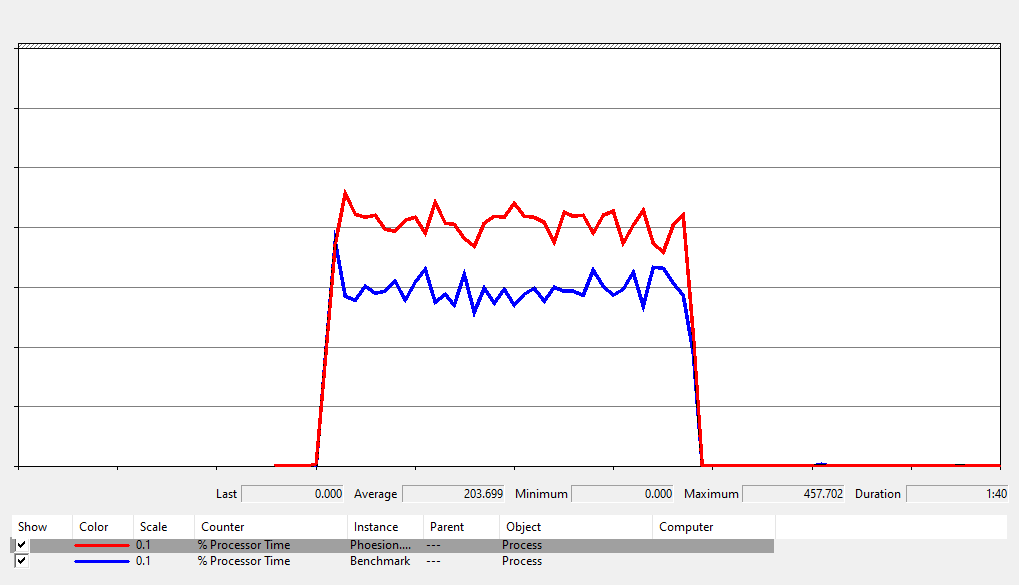 Last 0.000 Average 203.699 Minimum 0.000 Maximum 457.702 Duration 1:40
Show Color Scale Counter Instance Parent Object Computer
0.1 % Processor Time Phoesion.... --- Process
0.1 % Processor Time Benchmark --- Process